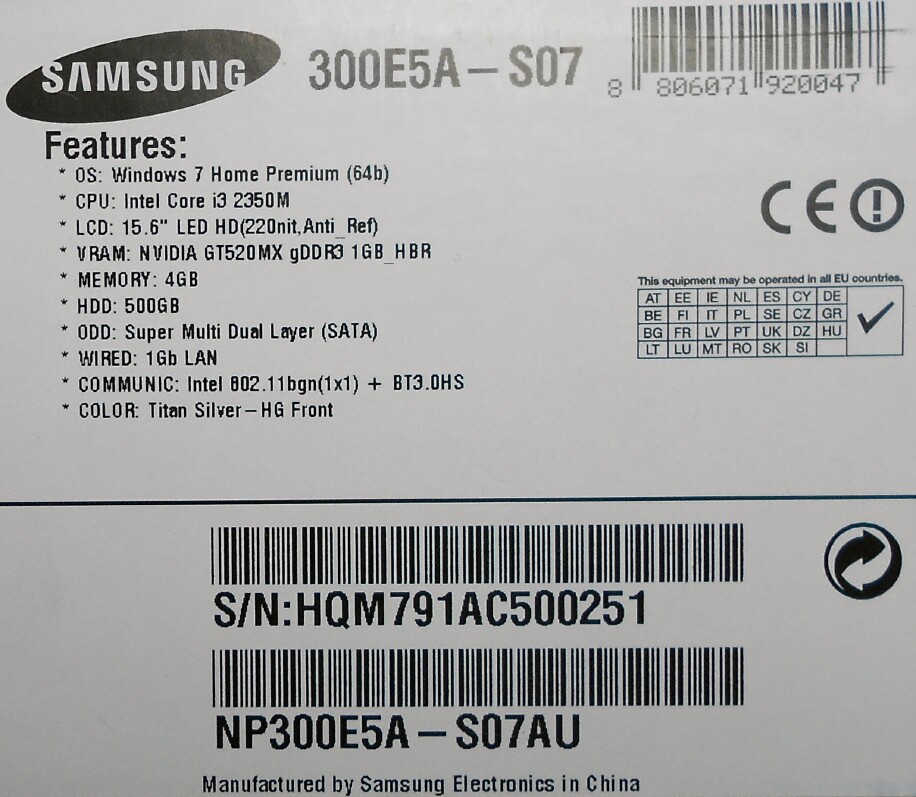 SAMSUNG
300E5A – S07
8 806071 920047
Features:
* OS: Windows 7 Home Premium (64b)
* CPU: Intel Core i3 2350M
* LCD: 15.6" LED HD(220nit,Anti_Ref)
* VRAM: NVIDIA GT520MX gDDR3 1GB_HBR
* MEMORY: 4GB
* HDD: 500GB
* ODD: Super Multi Dual Layer (SATA)
* WIRED: 1Gb LAN
* COMMUNIC: Intel 802.11bgn(1x1) + BT3.0HS
* COLOR: Titan Silver–HG Front
CE
This equipment may be operated in all EU countries.
AT EE IE NL ES CY DE
BE FI IT PL SE CZ GR
BG FR LV PT UK DZ HU
LT LU MT RO SK SI
S/N:HQM791AC500251
NP300E5A – S07AU
Manufactured by Samsung Electronics in China